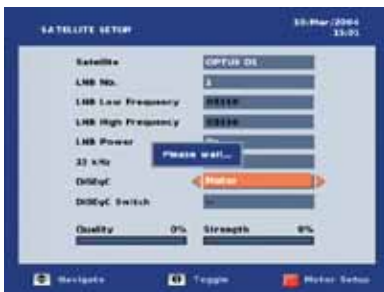 SATELLITE SETUP
10-Mar/2004
15:01
Satellite OPTUS
LNB No. 1
LNB Low Frequency
LNB High Frequency
LNB Power
Please wait...
22 kHz
DiSEqC Motor
DiSEqC Switch --
Quality 0% Strength 0%
Navigate Toggle Motor Setup